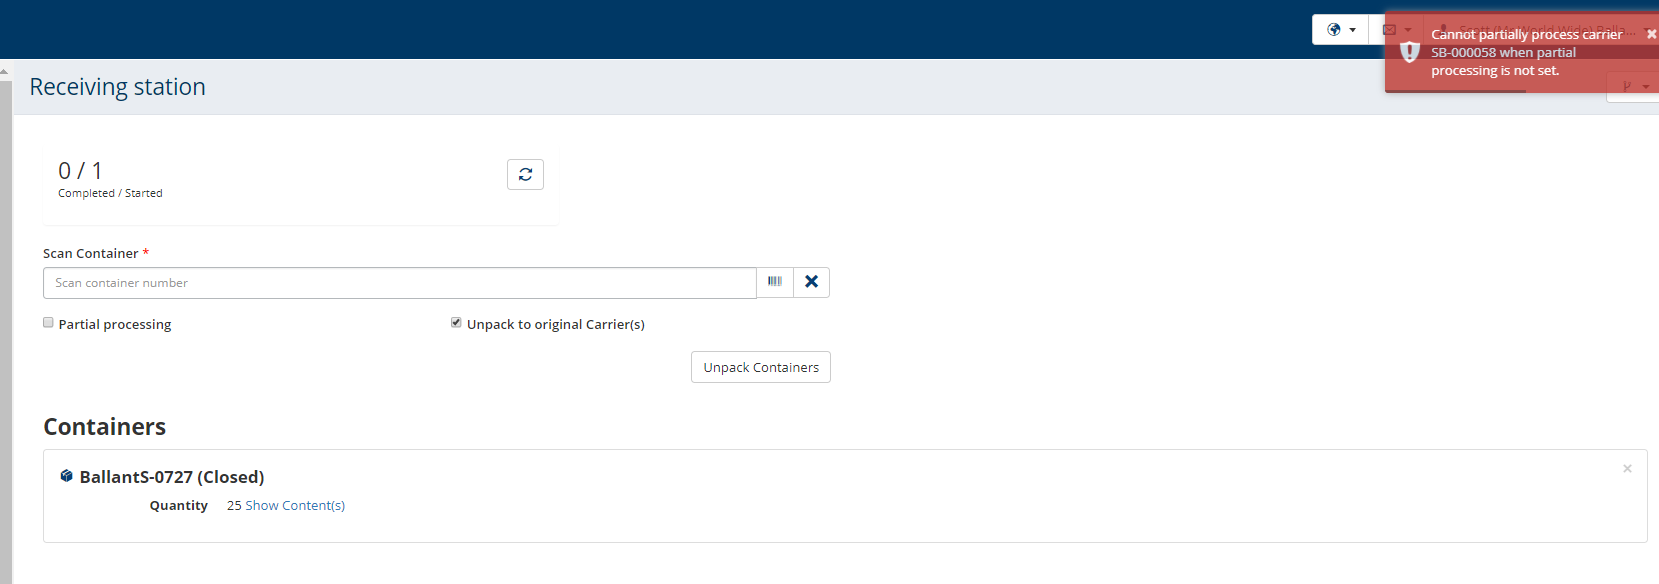 Cannot partially process carrier
SB-000058 when partial
processing is not set.
Receiving station
0 / 1
Completed / Started
Scan Container *
Scan container number
Partial processing
Unpack to original Carrier(s)
Unpack Containers
Containers
BallantS-0727 (Closed)
Quantity 25 Show Content(s)